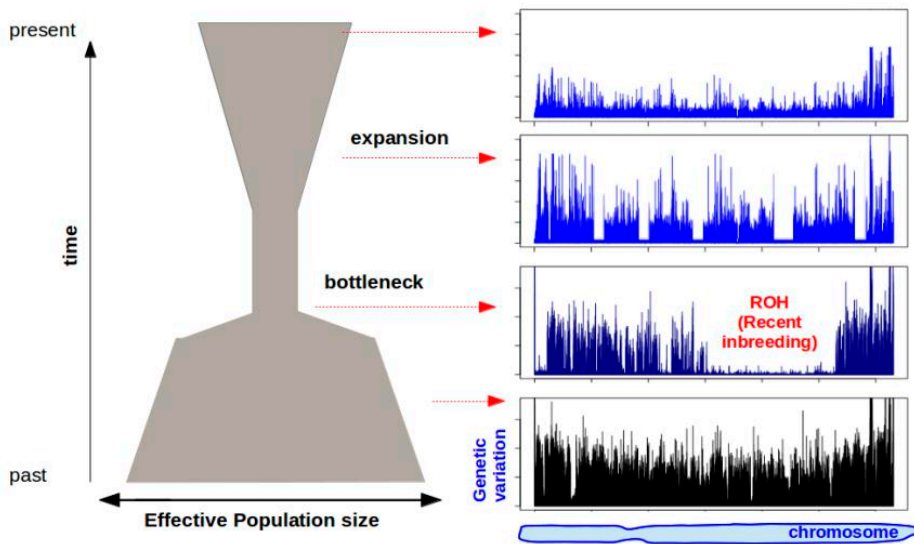 present
expansion
time
bottleneck
ROH
(Recent
inbreeding)
past
Effective Population size
Genetic
variation
chromosome